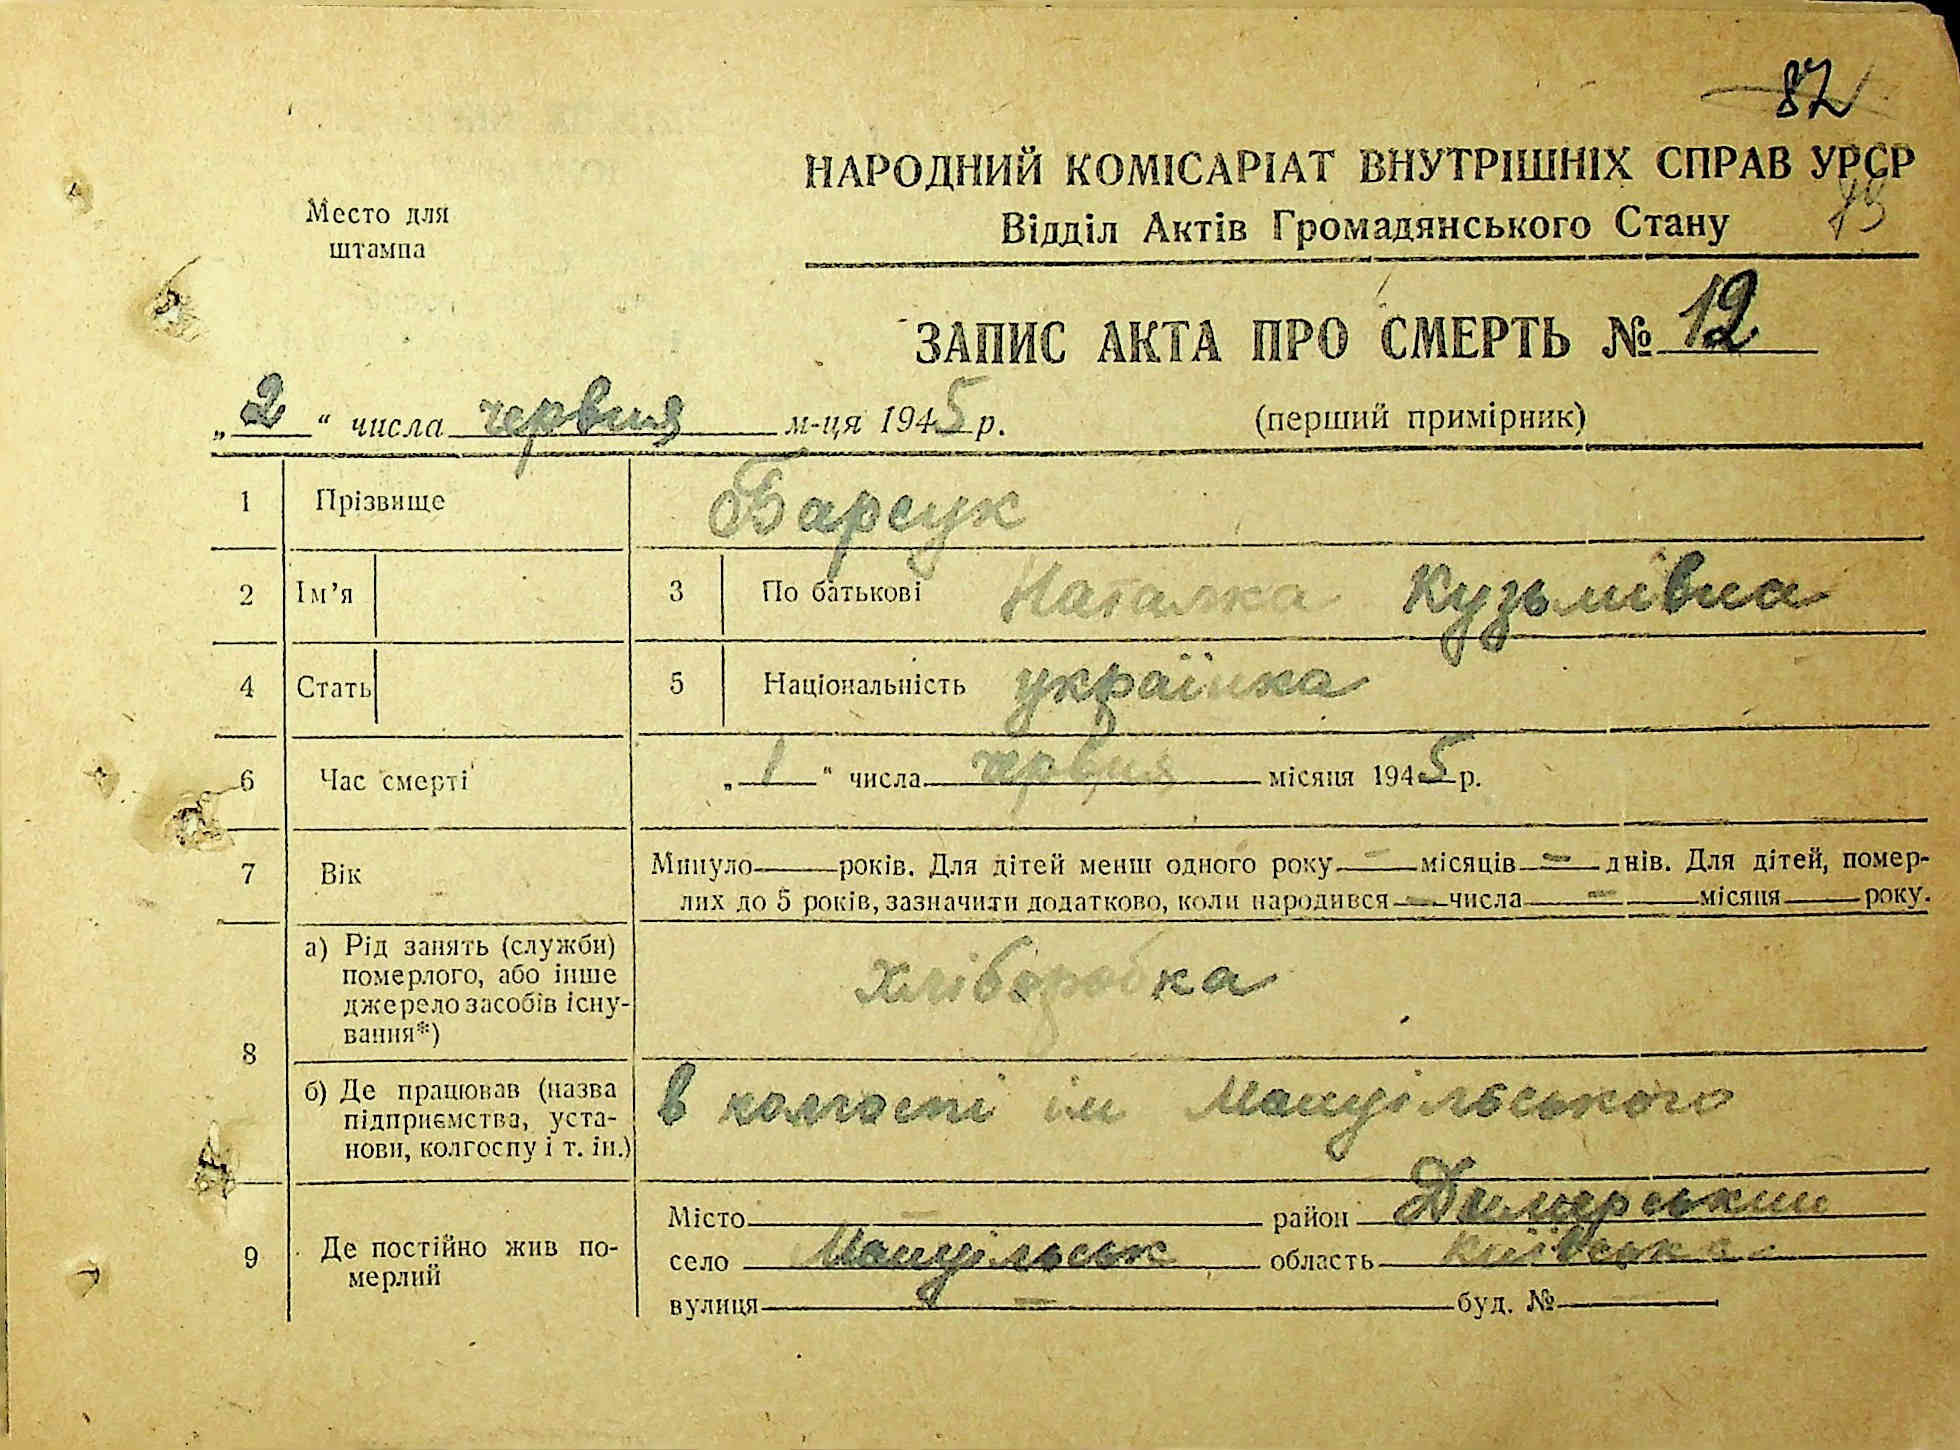 87
НАРОДНИЙ КОМІСАРІАТ ВНУТРІШНІХ СПРАВ УРСР
Место для
штампа
Відділ Актів Громадянського Стану
ЗАПИС АКТА ПРО СМЕРТЬ № 12
„2“ числа червня м-ця 1945 р. (перший примірник)
1 Прізвище Барсук
2 Ім’я 3 По батькові Наталка Кузьмівна
4 Стать 5 Національність українка
6 Час смерті „1“ числа червня місяця 1945 р.
7 Вік Минуло — років. Для дітей менш одного року — місяців — днів. Для дітей, помер-
лих до 5 років, зазначити додатково, коли народився — числа — місяця — року.
8 а) Рід занять (служби)
померлого, або інше
джерело засобів існу-
вання*)
Хліборобка
б) Де працював (назва
підприємства, уста-
нови, колгоспу і т. ін.)
в колгоспі ім Мануїльського
9 Де постійно жив по-
мерлий
Місто — район Димерський
село Мануїльськ область Київська
вулиця — буд. №